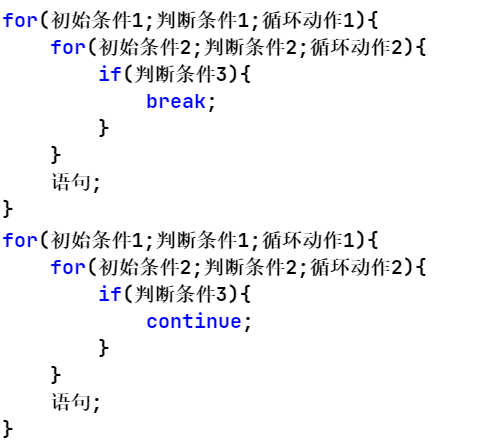 for(初始条件1;判断条件1;循环动作1){
    for(初始条件2;判断条件2;循环动作2){
        if(判断条件3){
            break;
        }
    }
    语句;
}
for(初始条件1;判断条件1;循环动作1){
    for(初始条件2;判断条件2;循环动作2){
        if(判断条件3){
            continue;
        }
    }
    语句;
}